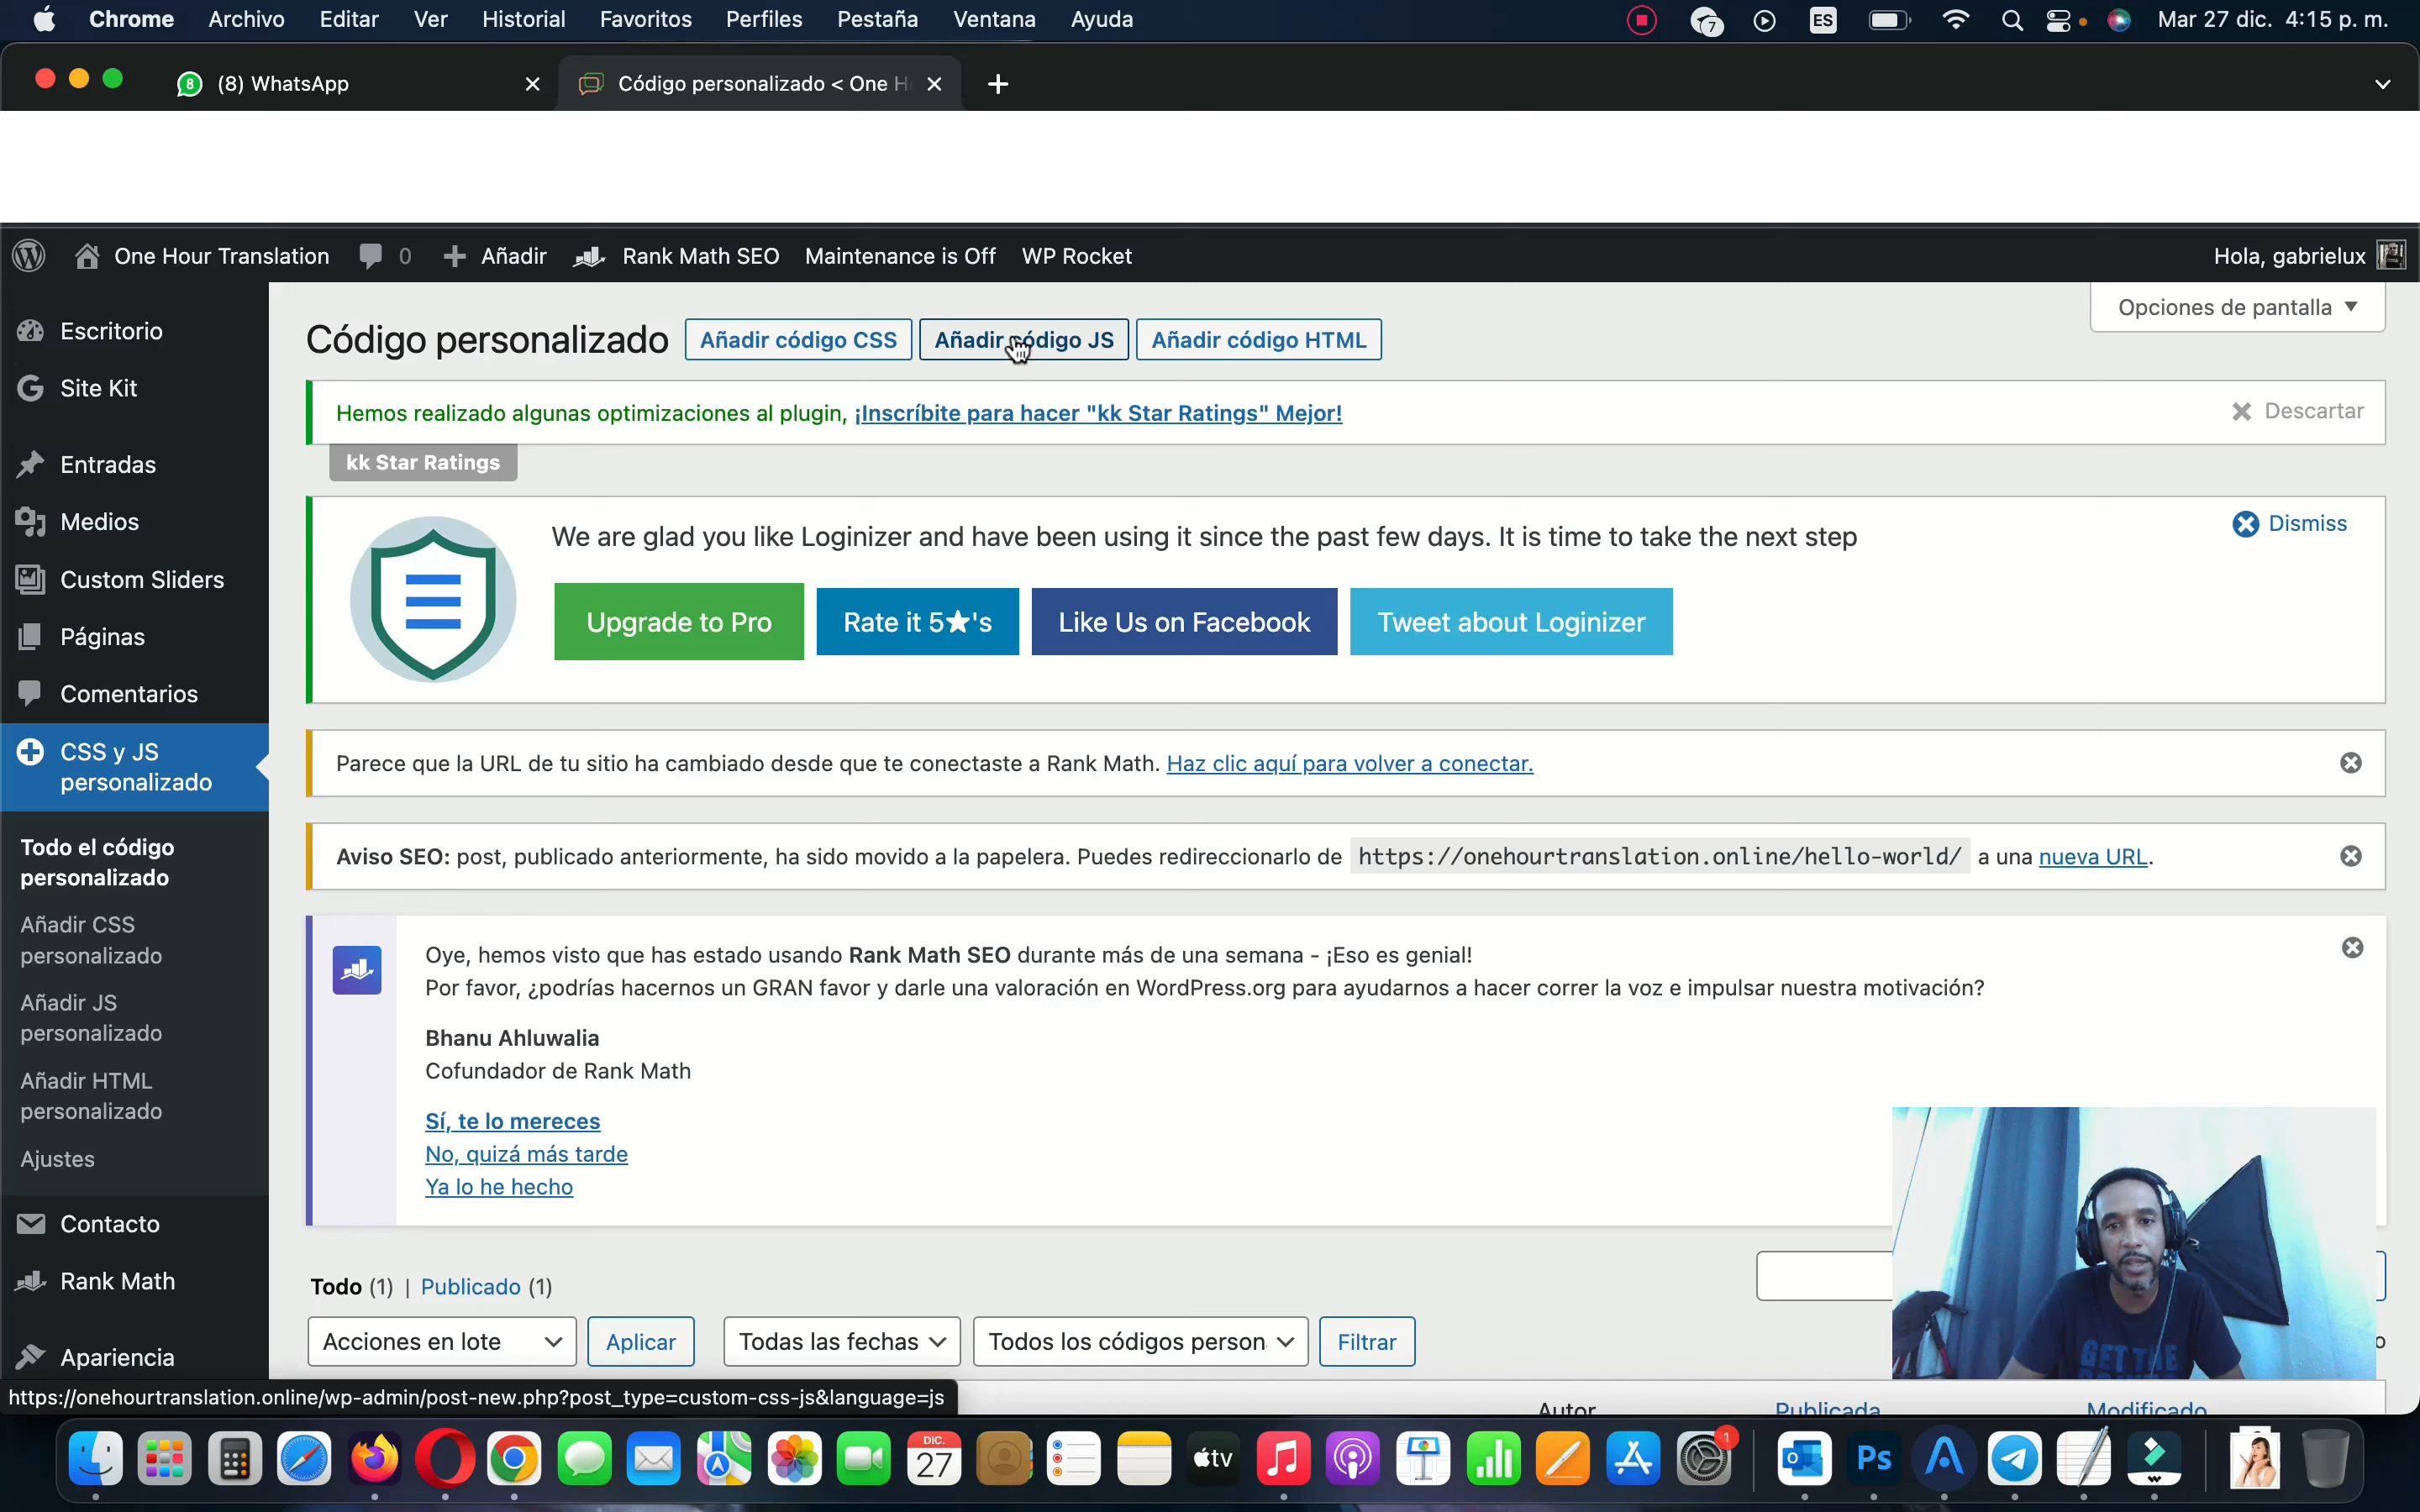 Chrome Archivo Editar Ver Historial Favoritos Perfiles Pestaña Ventana Ayuda 7 ES Mar 27 dic. 4:15 p. m.
8 (8) WhatsApp Código personalizado < One H
One Hour Translation 0 Añadir Rank Math SEO Maintenance is Off WP Rocket Hola, gabrielux
Opciones de pantalla
Escritorio
Site Kit
Entradas
Medios
Custom Sliders
Páginas
Comentarios
CSS y JS
personalizado
Todo el código
personalizado
Añadir CSS
personalizado
Añadir JS
personalizado
Añadir HTML
personalizado
Ajustes
Contacto
Rank Math
Apariencia
Código personalizado Añadir código CSS Añadir código JS Añadir código HTML
Hemos realizado algunas optimizaciones al plugin, ¡Inscríbite para hacer "kk Star Ratings" Mejor! Descartar
kk Star Ratings
We are glad you like Loginizer and have been using it since the past few days. It is time to take the next step Dismiss
Upgrade to Pro Rate it 5★'s Like Us on Facebook Tweet about Loginizer
Parece que la URL de tu sitio ha cambiado desde que te conectaste a Rank Math. Haz clic aquí para volver a conectar.
Aviso SEO: post, publicado anteriormente, ha sido movido a la papelera. Puedes redireccionarlo de https://onehourtranslation.online/hello-world/ a una nueva URL.
Oye, hemos visto que has estado usando Rank Math SEO durante más de una semana - ¡Eso es genial!
Por favor, ¿podrías hacernos un GRAN favor y darle una valoración en WordPress.org para ayudarnos a hacer correr la voz e impulsar nuestra motivación?
Bhanu Ahluwalia
Cofundador de Rank Math
Sí, te lo mereces
No, quizá más tarde
Ya lo he hecho
Todo (1) | Publicado (1)
Acciones en lote Aplicar Todas las fechas Todos los códigos person Filtrar
GET THE
https://onehourtranslation.online/wp-admin/post-new.php?post_type=custom-css-js&language=js
Autor Publicada Modificado
DIC.
27 tv 1 Ps